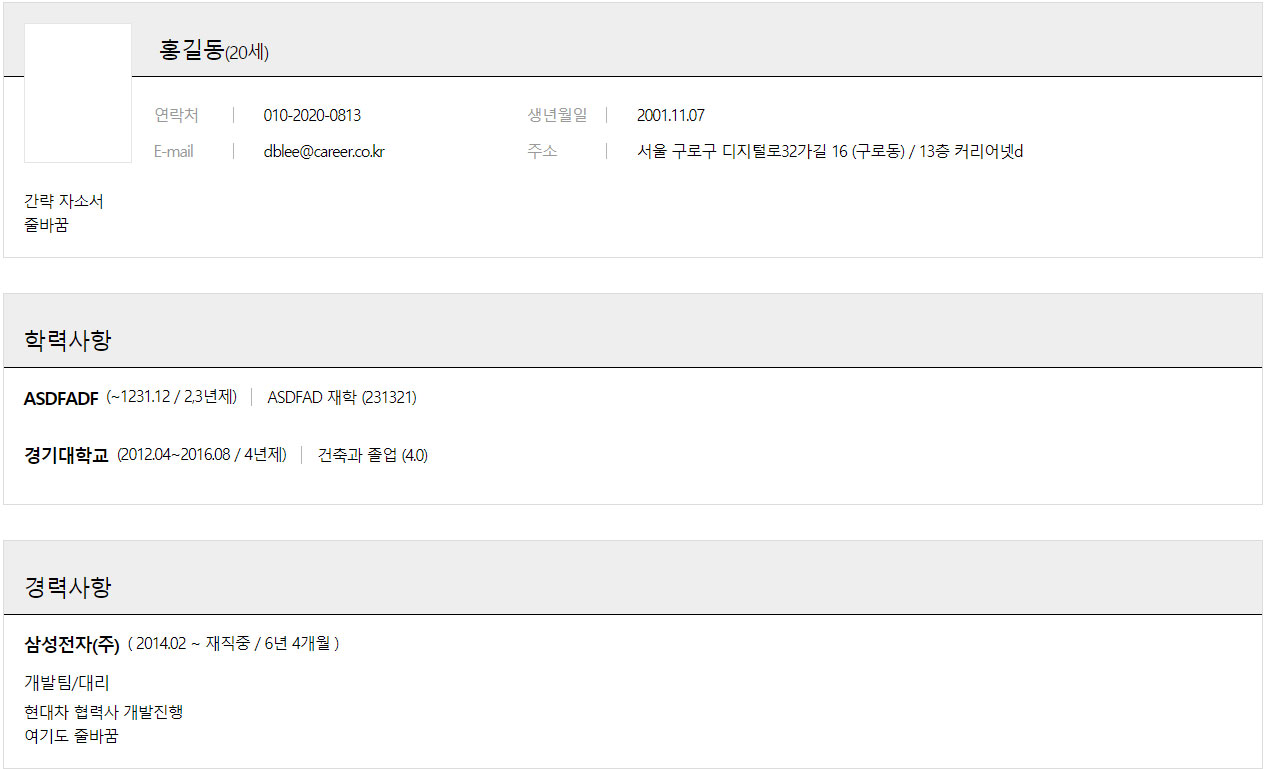 홍길동(20세)
연락처 | 010-2020-0813 생년월일 | 2001.11.07
E-mail | dblee@career.co.kr 주소 | 서울 구로구 디지털로32가길 16 (구로동) / 13층 커리어넷d
간략 자소서
줄바꿈
학력사항
ASDFADF (~1231.12 / 2,3년제) | ASDFAD 재학 (231321)
경기대학교 (2012.04~2016.08 / 4년제) | 건축과 졸업 (4.0)
경력사항
삼성전자(주) ( 2014.02 ~ 재직중 / 6년 4개월 )
개발팀/대리
현대차 협력사 개발진행
여기도 줄바꿈